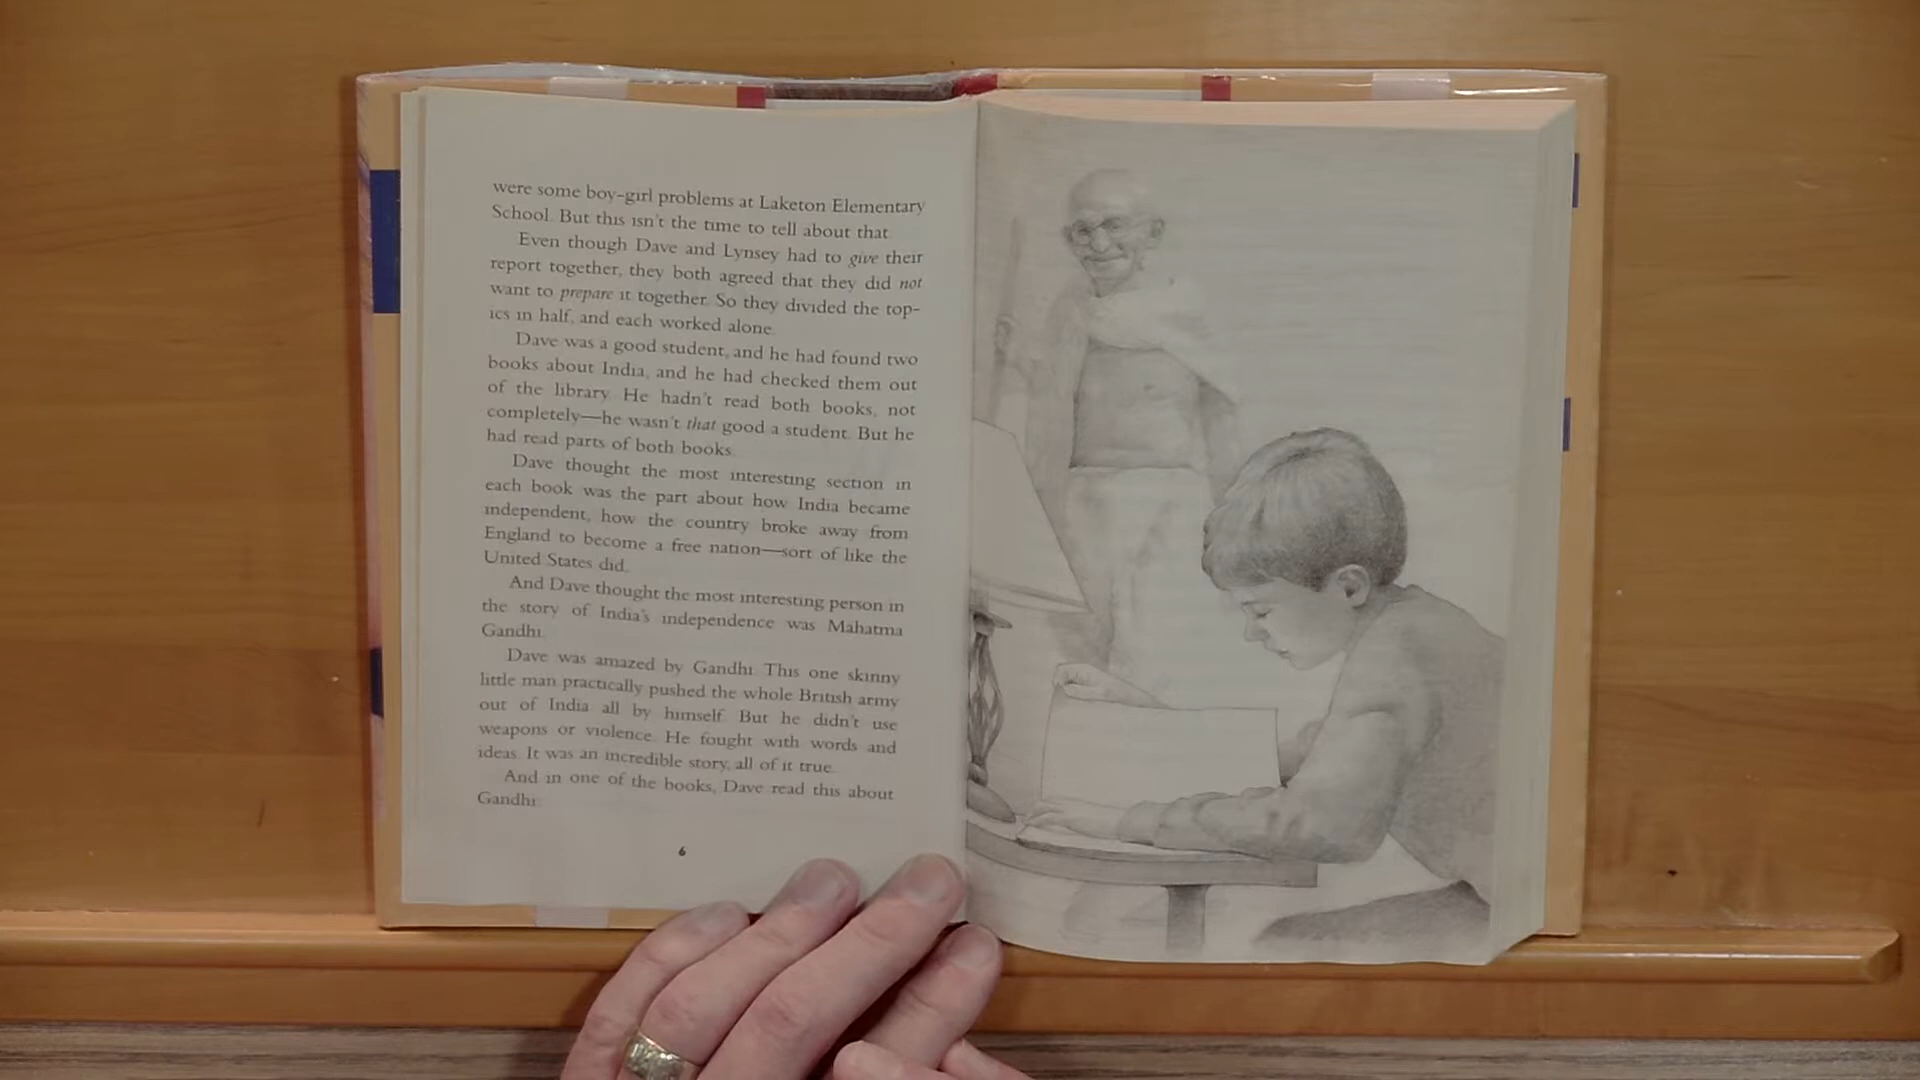 were some boy-girl problems at Laketon Elementary
School. But this isn't the time to tell about that.
Even though Dave and Lynsey had to give their
report together, they both agreed that they did not
want to prepare it together. So they divided the top-
ics in half, and each worked alone.
Dave was a good student, and he had found two
books about India, and he had checked them out
of the library. He hadn't read both books, not
completely—he wasn't that good a student. But he
had read parts of both books.
Dave thought the most interesting section in
each book was the part about how India became
independent, how the country broke away from
England to become a free nation—sort of like the
United States did.
And Dave thought the most interesting person in
the story of India's independence was Mahatma
Gandhi.
Dave was amazed by Gandhi. This one skinny
little man practically pushed the whole British army
out of India all by himself. But he didn't use
weapons or violence. He fought with words and
ideas. It was an incredible story, all of it true.
And in one of the books, Dave read this about
Gandhi:
6